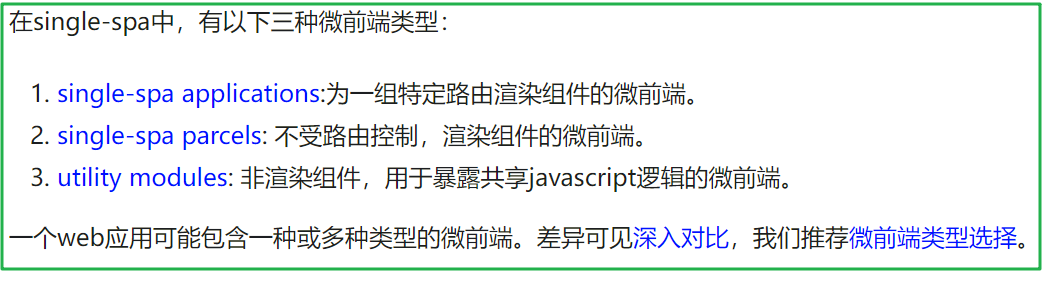 在single-spa中，有以下三种微前端类型：
1. single-spa applications:为一组特定路由渲染组件的微前端。
2. single-spa parcels: 不受路由控制，渲染组件的微前端。
3. utility modules: 非渲染组件，用于暴露共享javascript逻辑的微前端。
一个web应用可能包含一种或多种类型的微前端。差异可见深入对比，我们推荐微前端类型选择。